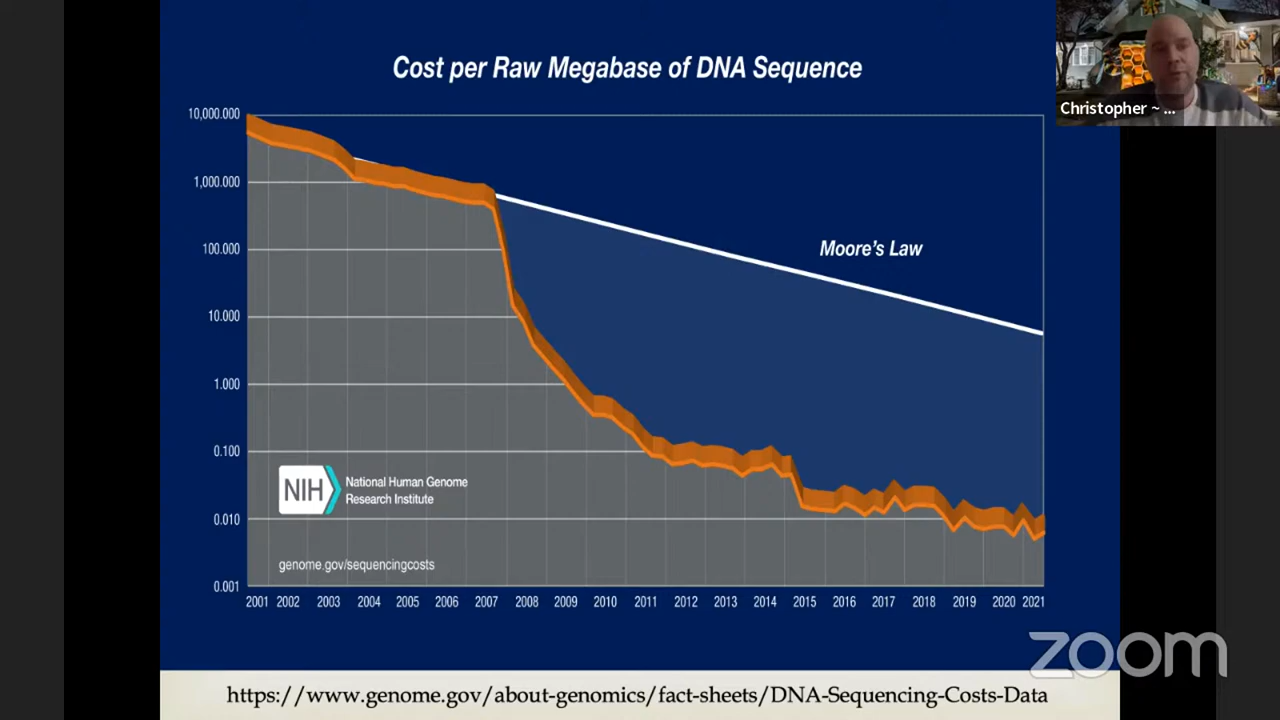 Cost per Raw Megabase of DNA Sequence
Christopher ~ ...
10,000.000
1,000.000
100.000
10.000
1.000
0.100
0.010
0.001
Moore's Law
NIH
National Human Genome
Research Institute
genome.gov/sequencingcosts
2001 2002 2003 2004 2005 2006 2007 2008 2009 2010 2011 2012 2013 2014 2015 2016 2017 2018 2019 2020 2021
zoom
https://www.genome.gov/about-genomics/fact-sheets/DNA-Sequencing-Costs-Data